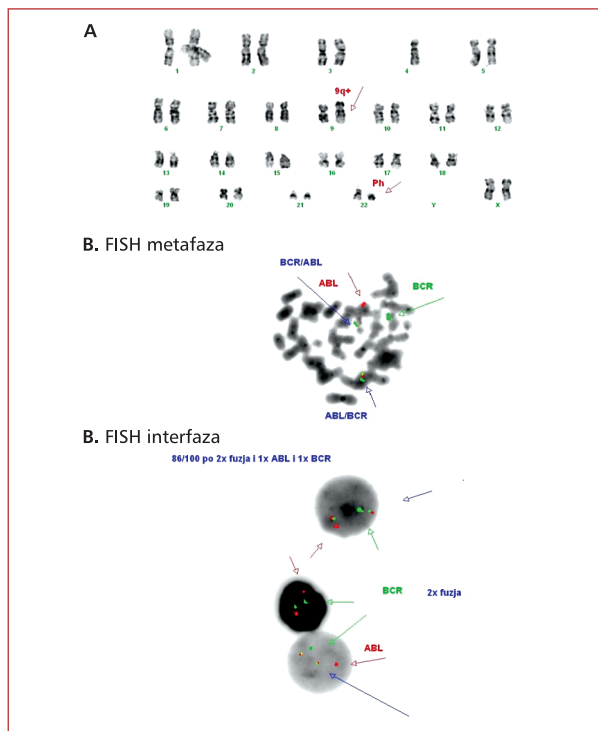 A
1 2 3 4 5
9q+
6 7 8 9 10 11 12
13 14 15 16 17 18
Ph
19 20 21 22 Y X
B. FISH metafaza
BCR/ABL
ABL
BCR
ABL/BCR
B. FISH interfaza
86/100 po 2x fuzja i 1x ABL i 1x BCR
BCR 2x fuzja
ABL